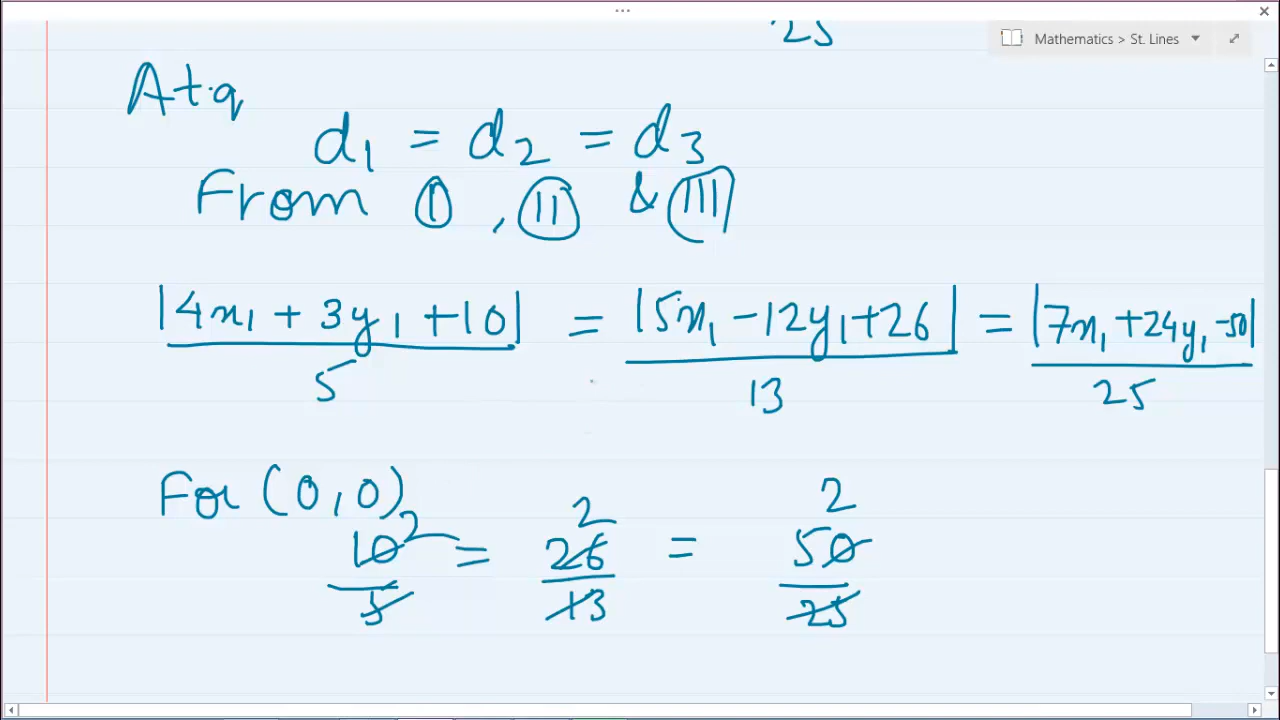 ...
Mathematics > St. Lines
25
At.q
d1 = d2 = d3
From I , II & III
|4x1 + 3y1 + 10| / 5 = |5x1 - 12y1 + 26| / 13 = |7x1 + 24y1 - 50| / 25
For (0, 0)
2 2 2
10/5 = 26/13 = 50/25